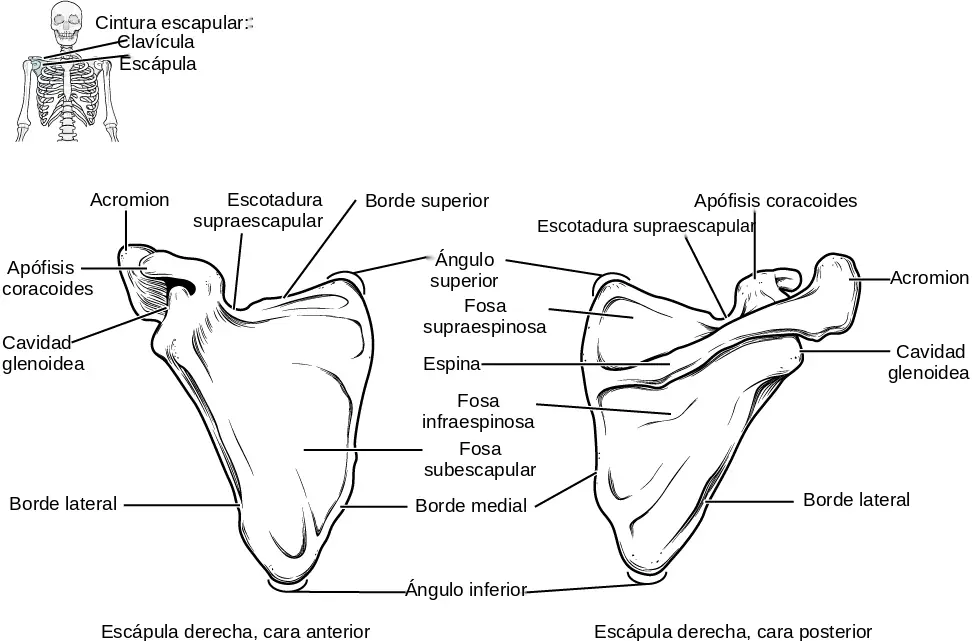 Cintura escapular:
Clavícula
Escápula
Acromion
Escotadura
supraescapular
Borde superior
Apófisis coracoides
Escotadura supraescapular
Apófisis
coracoides
Ángulo
superior
Acromion
Fosa
supraespinosa
Cavidad
glenoidea
Espina
Cavidad
glenoidea
Fosa
infraespinosa
Fosa
subescapular
Borde lateral
Borde medial
Borde lateral
Ángulo inferior
Escápula derecha, cara anterior
Escápula derecha, cara posterior